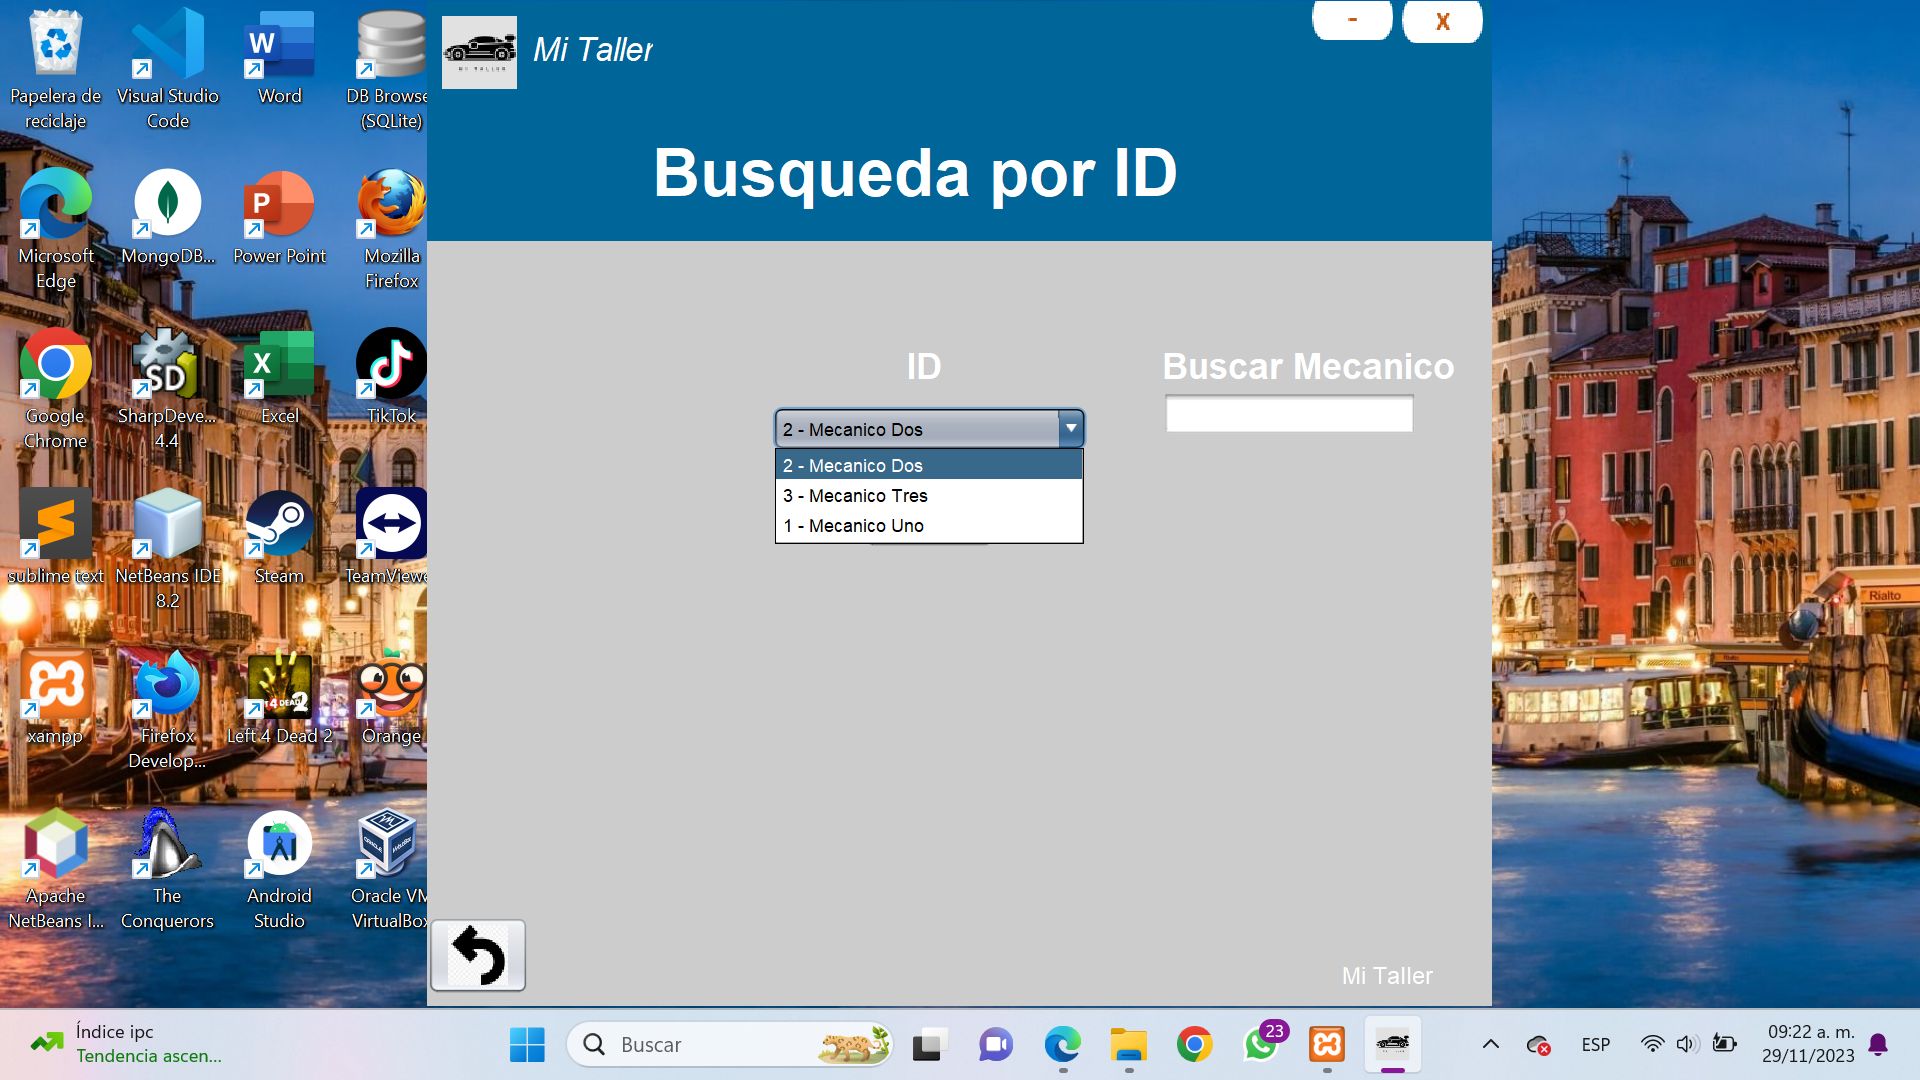 Papelera de
reciclaje
Visual Studio
Code
Word
DB Browse
(SQLite)
Microsoft
Edge
MongoDB...
Power Point
Mozilla
Firefox
Google
Chrome
SharpDeve...
4.4
Excel
TikTok
sublime text
NetBeans IDE
8.2
Steam
TeamViewe
xampp
Firefox
Develop...
Left 4 Dead 2
Orange
Apache
NetBeans I...
The
Conquerors
Android
Studio
Oracle VM
VirtualBox
Mi Taller
MI TALLER
-
X
Busqueda por ID
ID
Buscar Mecanico
2 - Mecanico Dos
2 - Mecanico Dos
3 - Mecanico Tres
1 - Mecanico Uno
Mi Taller
Rialto
Índice ipc
Tendencia ascen...
Buscar
23
ESP
09:22 a. m.
29/11/2023